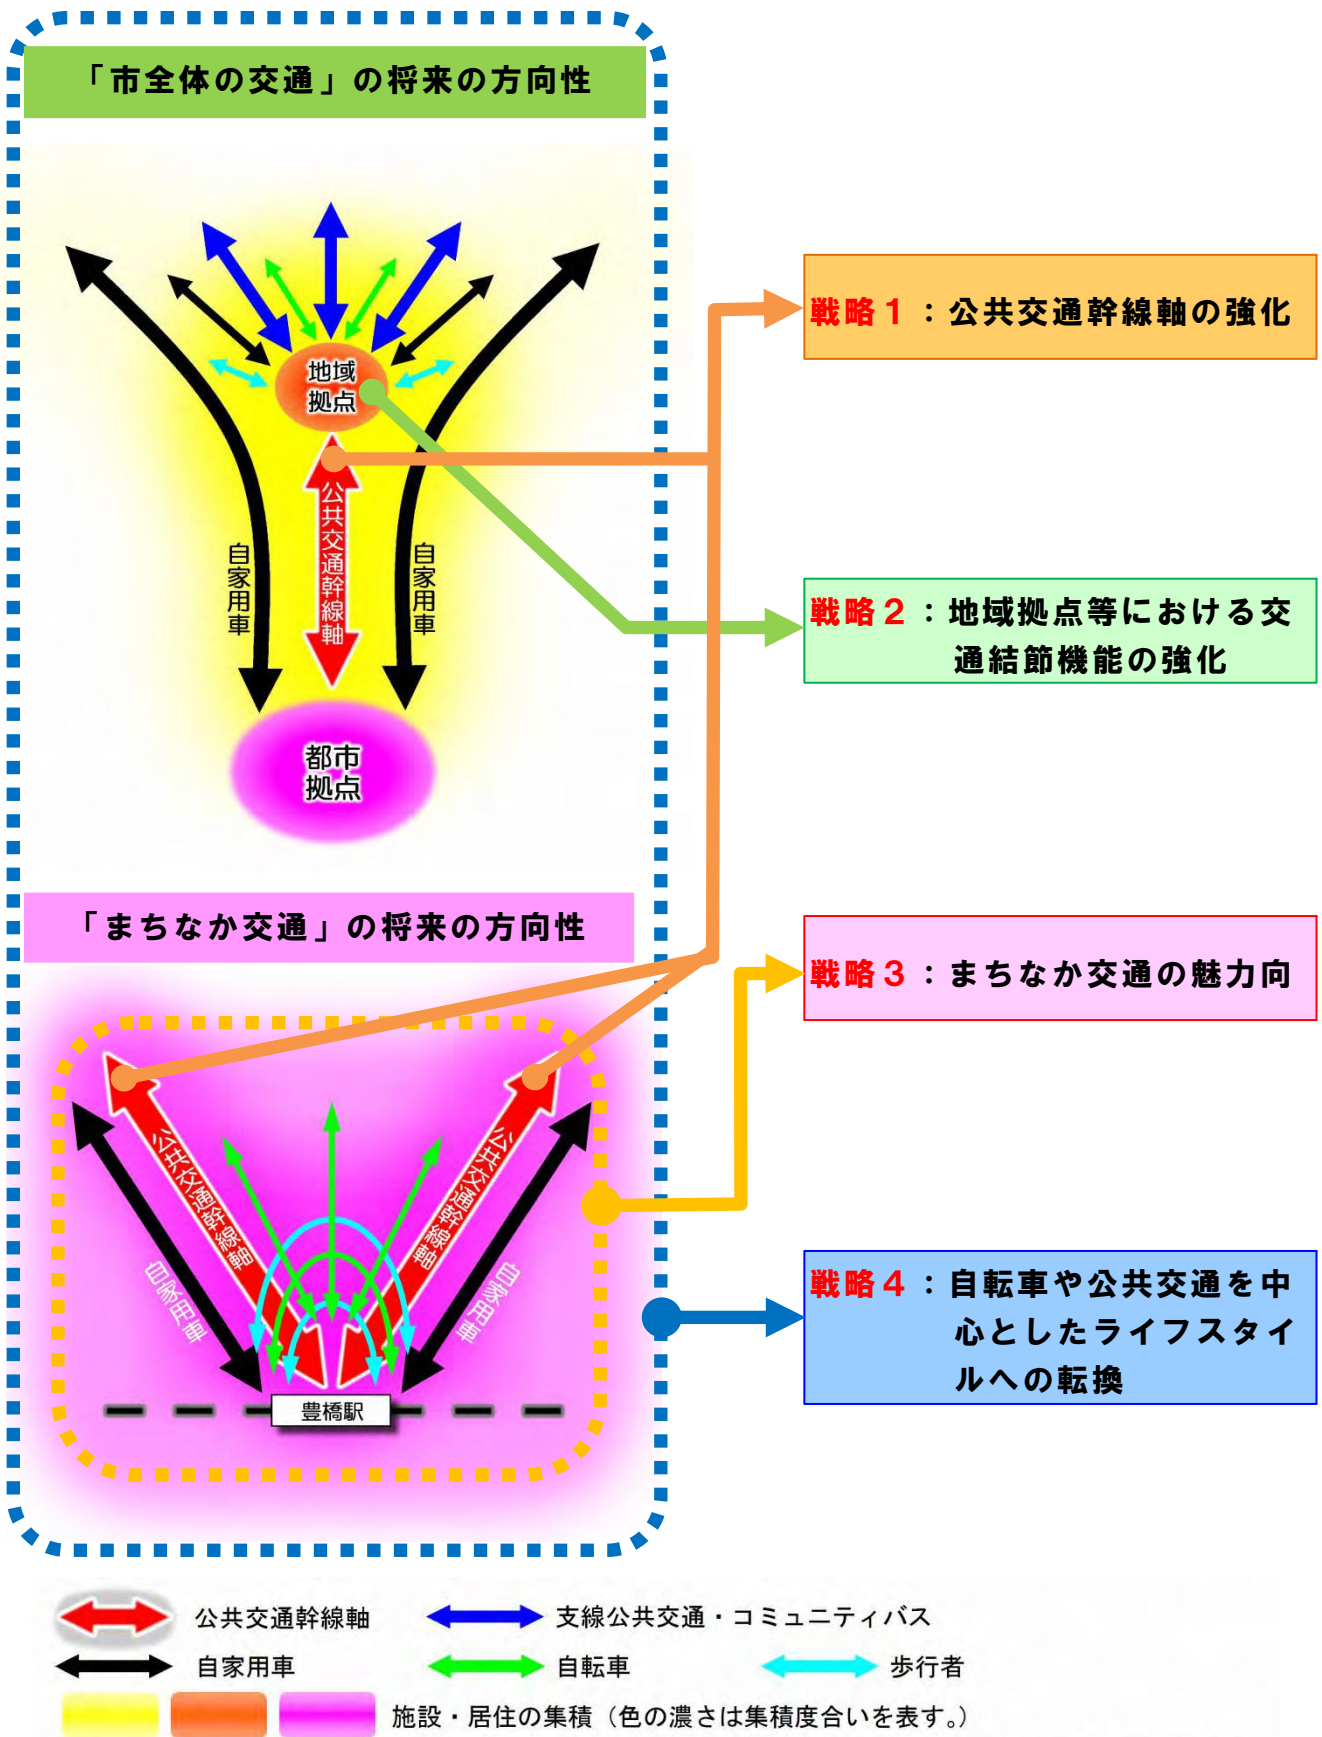 「市全体の交通」の将来の方向性
地域
拠点
公共交通幹線軸
自家用車
自家用車
都市
拠点
戦略１：公共交通幹線軸の強化
戦略２：地域拠点等における交
通結節機能の強化
「まちなか交通」の将来の方向性
公共交通幹線軸
公共交通幹線軸
自家用車
自家用車
豊橋駅
戦略３：まちなか交通の魅力向
戦略４：自転車や公共交通を中
心としたライフスタイ
ルへの転換
公共交通幹線軸
支線公共交通・コミュニティバス
自家用車
自転車
歩行者
施設・居住の集積（色の濃さは集積度合いを表す。）